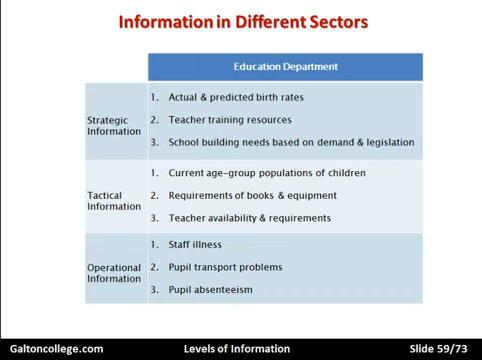 Information in Different Sectors
Education Department
Strategic Information
1. Actual & predicted birth rates
2. Teacher training resources
3. School building needs based on demand & legislation
Tactical Information
1. Current age-group populations of children
2. Requirements of books & equipment
3. Teacher availability & requirements
Operational Information
1. Staff illness
2. Pupil transport problems
3. Pupil absenteeism
Galtoncollege.com Levels of Information Slide 59/73